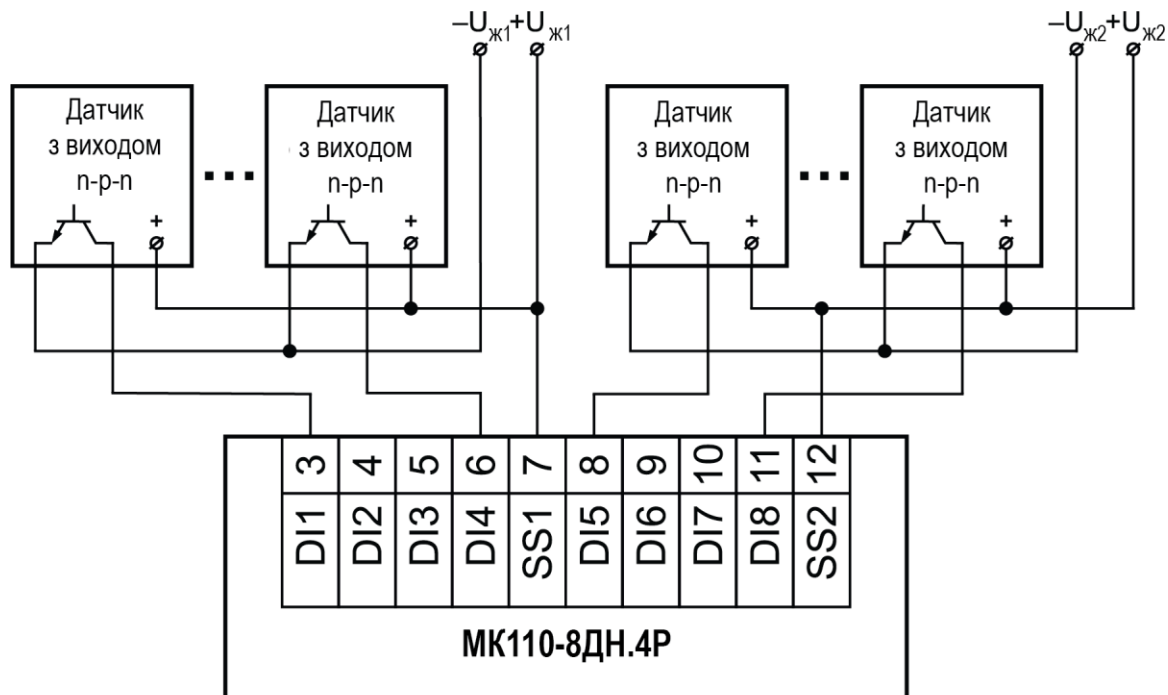 –Uж1 +Uж1
–Uж2 +Uж2
Датчик
з виходом
n-p-n
+
Датчик
з виходом
n-p-n
+
Датчик
з виходом
n-p-n
+
Датчик
з виходом
n-p-n
+
3 4 5 6 7 8 9 10 11 12
DI1 DI2 DI3 DI4 SS1 DI5 DI6 DI7 DI8 SS2
МК110-8ДН.4Р